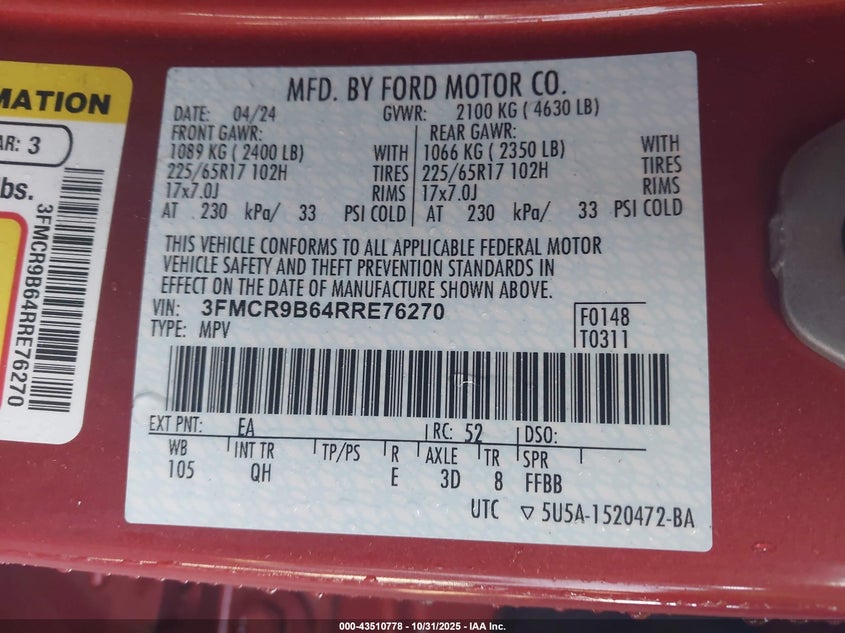 MATION
AR: 3
lbs.
3FMCR9B64RRE76270
MFD. BY FORD MOTOR CO.
DATE: 04/24 GVWR: 2100 KG ( 4630 LB)
FRONT GAWR: REAR GAWR:
1089 KG ( 2400 LB) WITH 1066 KG ( 2350 LB) WITH
225/65R17 102H TIRES 225/65R17 102H TIRES
17x7.0J RIMS 17x7.0J RIMS
AT 230 kPa/ 33 PSI COLD AT 230 kPa/ 33 PSI COLD
THIS VEHICLE CONFORMS TO ALL APPLICABLE FEDERAL MOTOR
VEHICLE SAFETY AND THEFT PREVENTION STANDARDS IN
EFFECT ON THE DATE OF MANUFACTURE SHOWN ABOVE.
VIN: 3FMCR9B64RRE76270 F0148
TYPE: MPV T0311
EXT PNT: EA RC: 52 DSO:
WB INT TR TP/PS R AXLE TR SPR
105 QH E 3D 8 FFBB
UTC ▽ 5U5A-1520472-BA
000-43510778 - 10/31/2025 - IAA Inc.